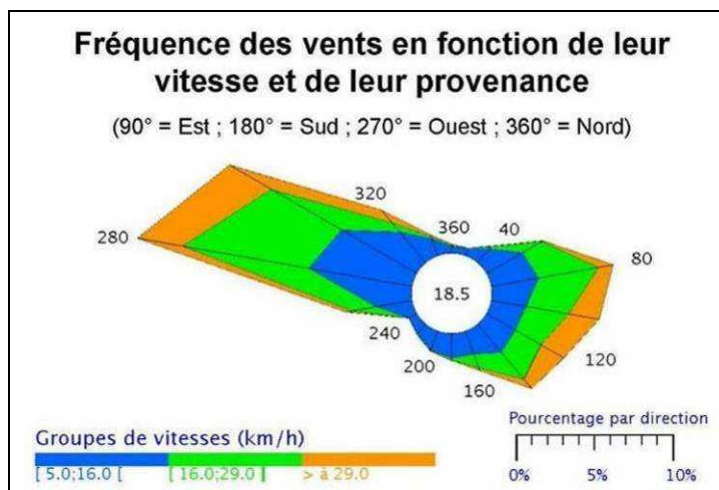 Fréquence des vents en fonction de leur
vitesse et de leur provenance
(90° = Est ; 180° = Sud ; 270° = Ouest ; 360° = Nord)
320
360
40
280
80
18.5
240
120
200
160
Pourcentage par direction
Groupes de vitesses (km/h)
[ 5.0;16.0 [
[ 16.0;29.0 [
> à 29.0
0%
5%
10%